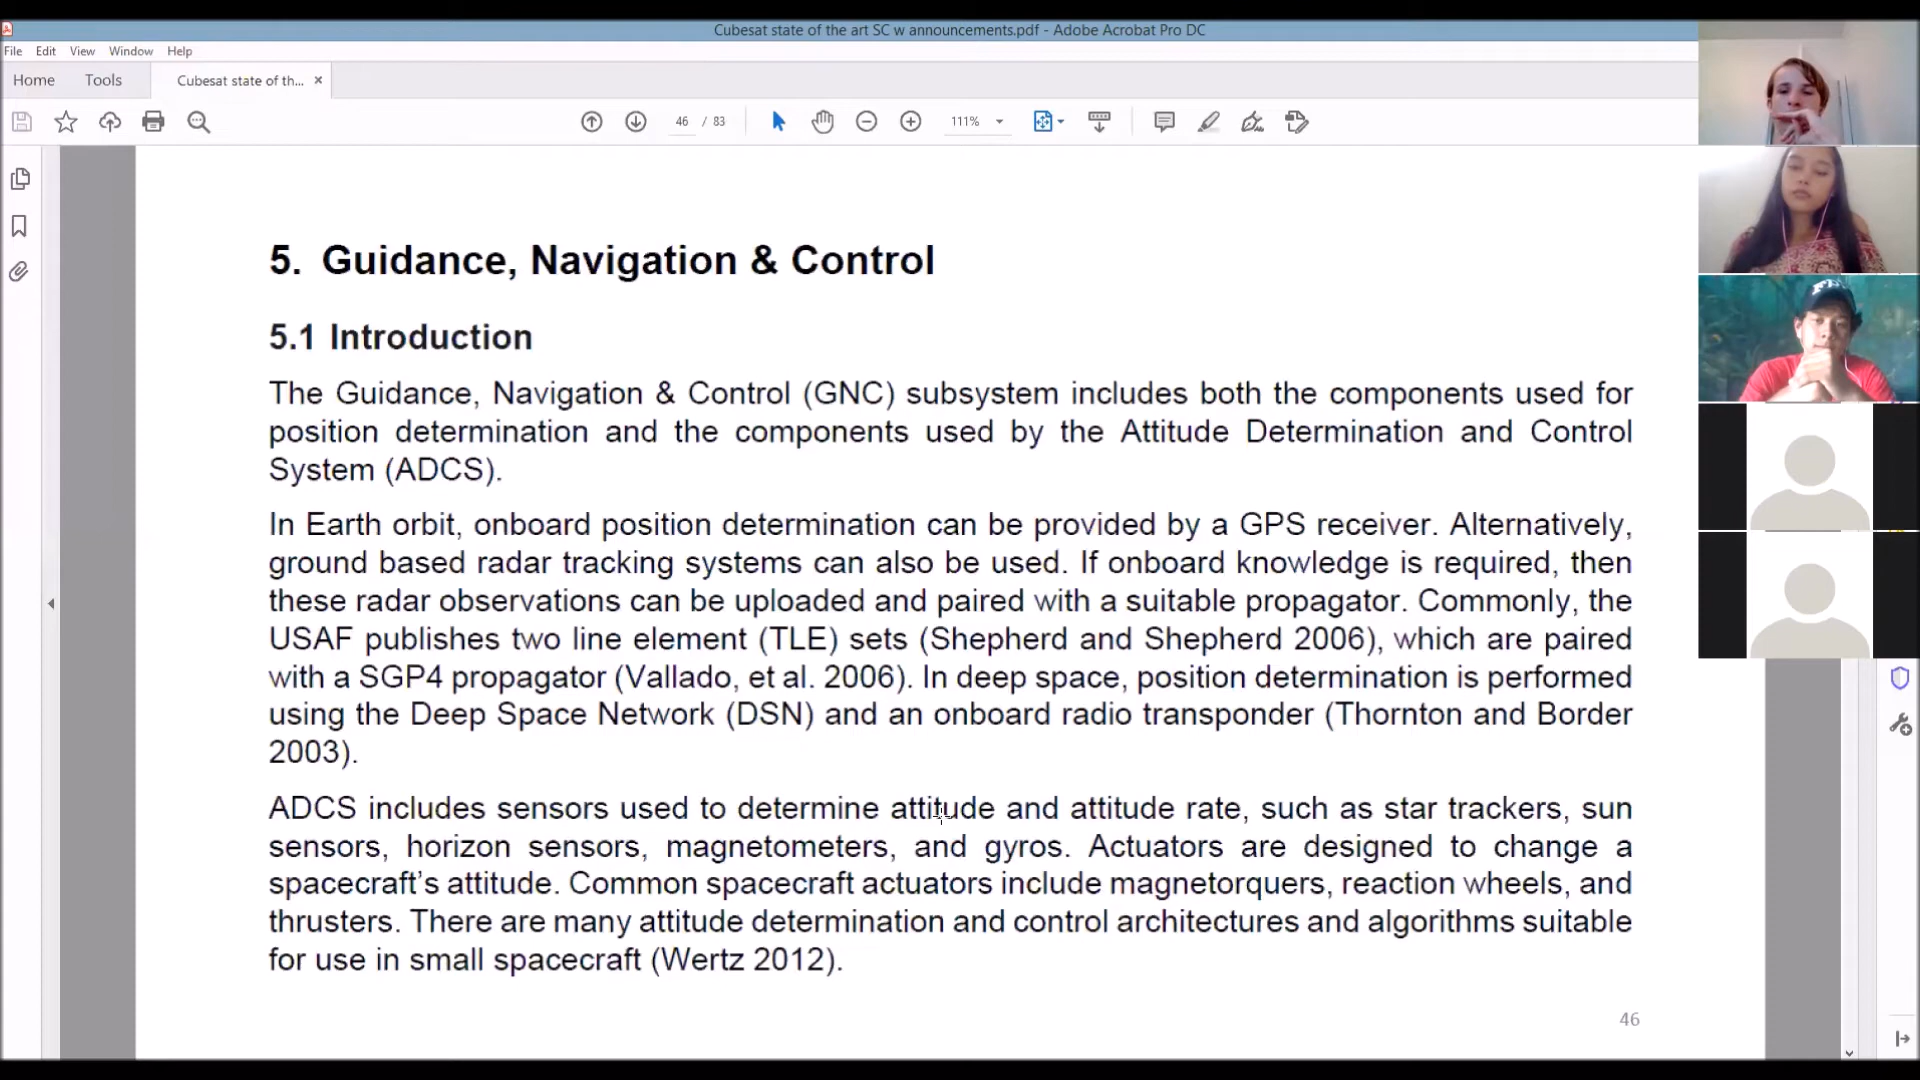 Cubesat state of the art SC w announcements.pdf - Adobe Acrobat Pro DC
File Edit View Window Help
Home Tools Cubesat state of th... ×
46 / 83 111%
5. Guidance, Navigation & Control
5.1 Introduction
The Guidance, Navigation & Control (GNC) subsystem includes both the components used for
position determination and the components used by the Attitude Determination and Control
System (ADCS).
In Earth orbit, onboard position determination can be provided by a GPS receiver. Alternatively,
ground based radar tracking systems can also be used. If onboard knowledge is required, then
these radar observations can be uploaded and paired with a suitable propagator. Commonly, the
USAF publishes two line element (TLE) sets (Shepherd and Shepherd 2006), which are paired
with a SGP4 propagator (Vallado, et al. 2006). In deep space, position determination is performed
using the Deep Space Network (DSN) and an onboard radio transponder (Thornton and Border
2003).
ADCS includes sensors used to determine attitude and attitude rate, such as star trackers, sun
sensors, horizon sensors, magnetometers, and gyros. Actuators are designed to change a
spacecraft's attitude. Common spacecraft actuators include magnetorquers, reaction wheels, and
thrusters. There are many attitude determination and control architectures and algorithms suitable
for use in small spacecraft (Wertz 2012).
46